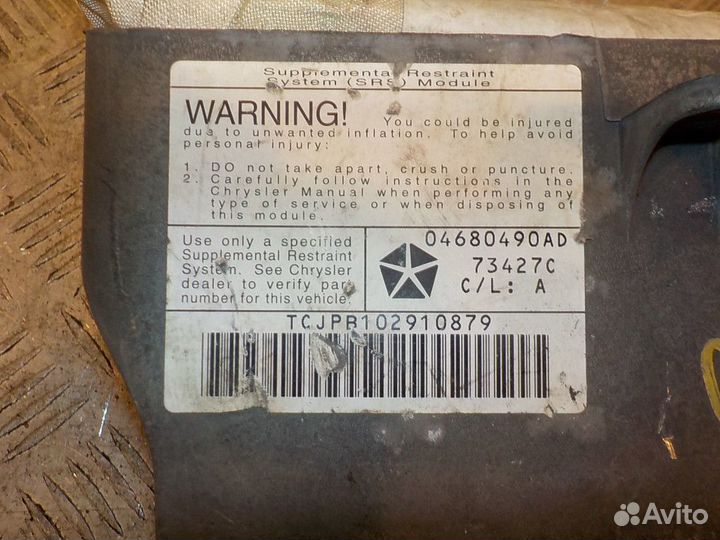 Supplemental Restraint
System (SRS) Module
WARNING! You could be injured
due to unwanted inflation. To help avoid
personal injury:
1. DO not take apart, crush or puncture.
2. Carefully follow instructions in the
Chrysler Manual when performing any
type of service or when disposing of
this module.
Use only a specified
Supplemental Restraint
System. See Chrysler
dealer to verify part
number for this vehicle.
04680490AD
73427C
C/L: A
TCJPB102910879
Avito